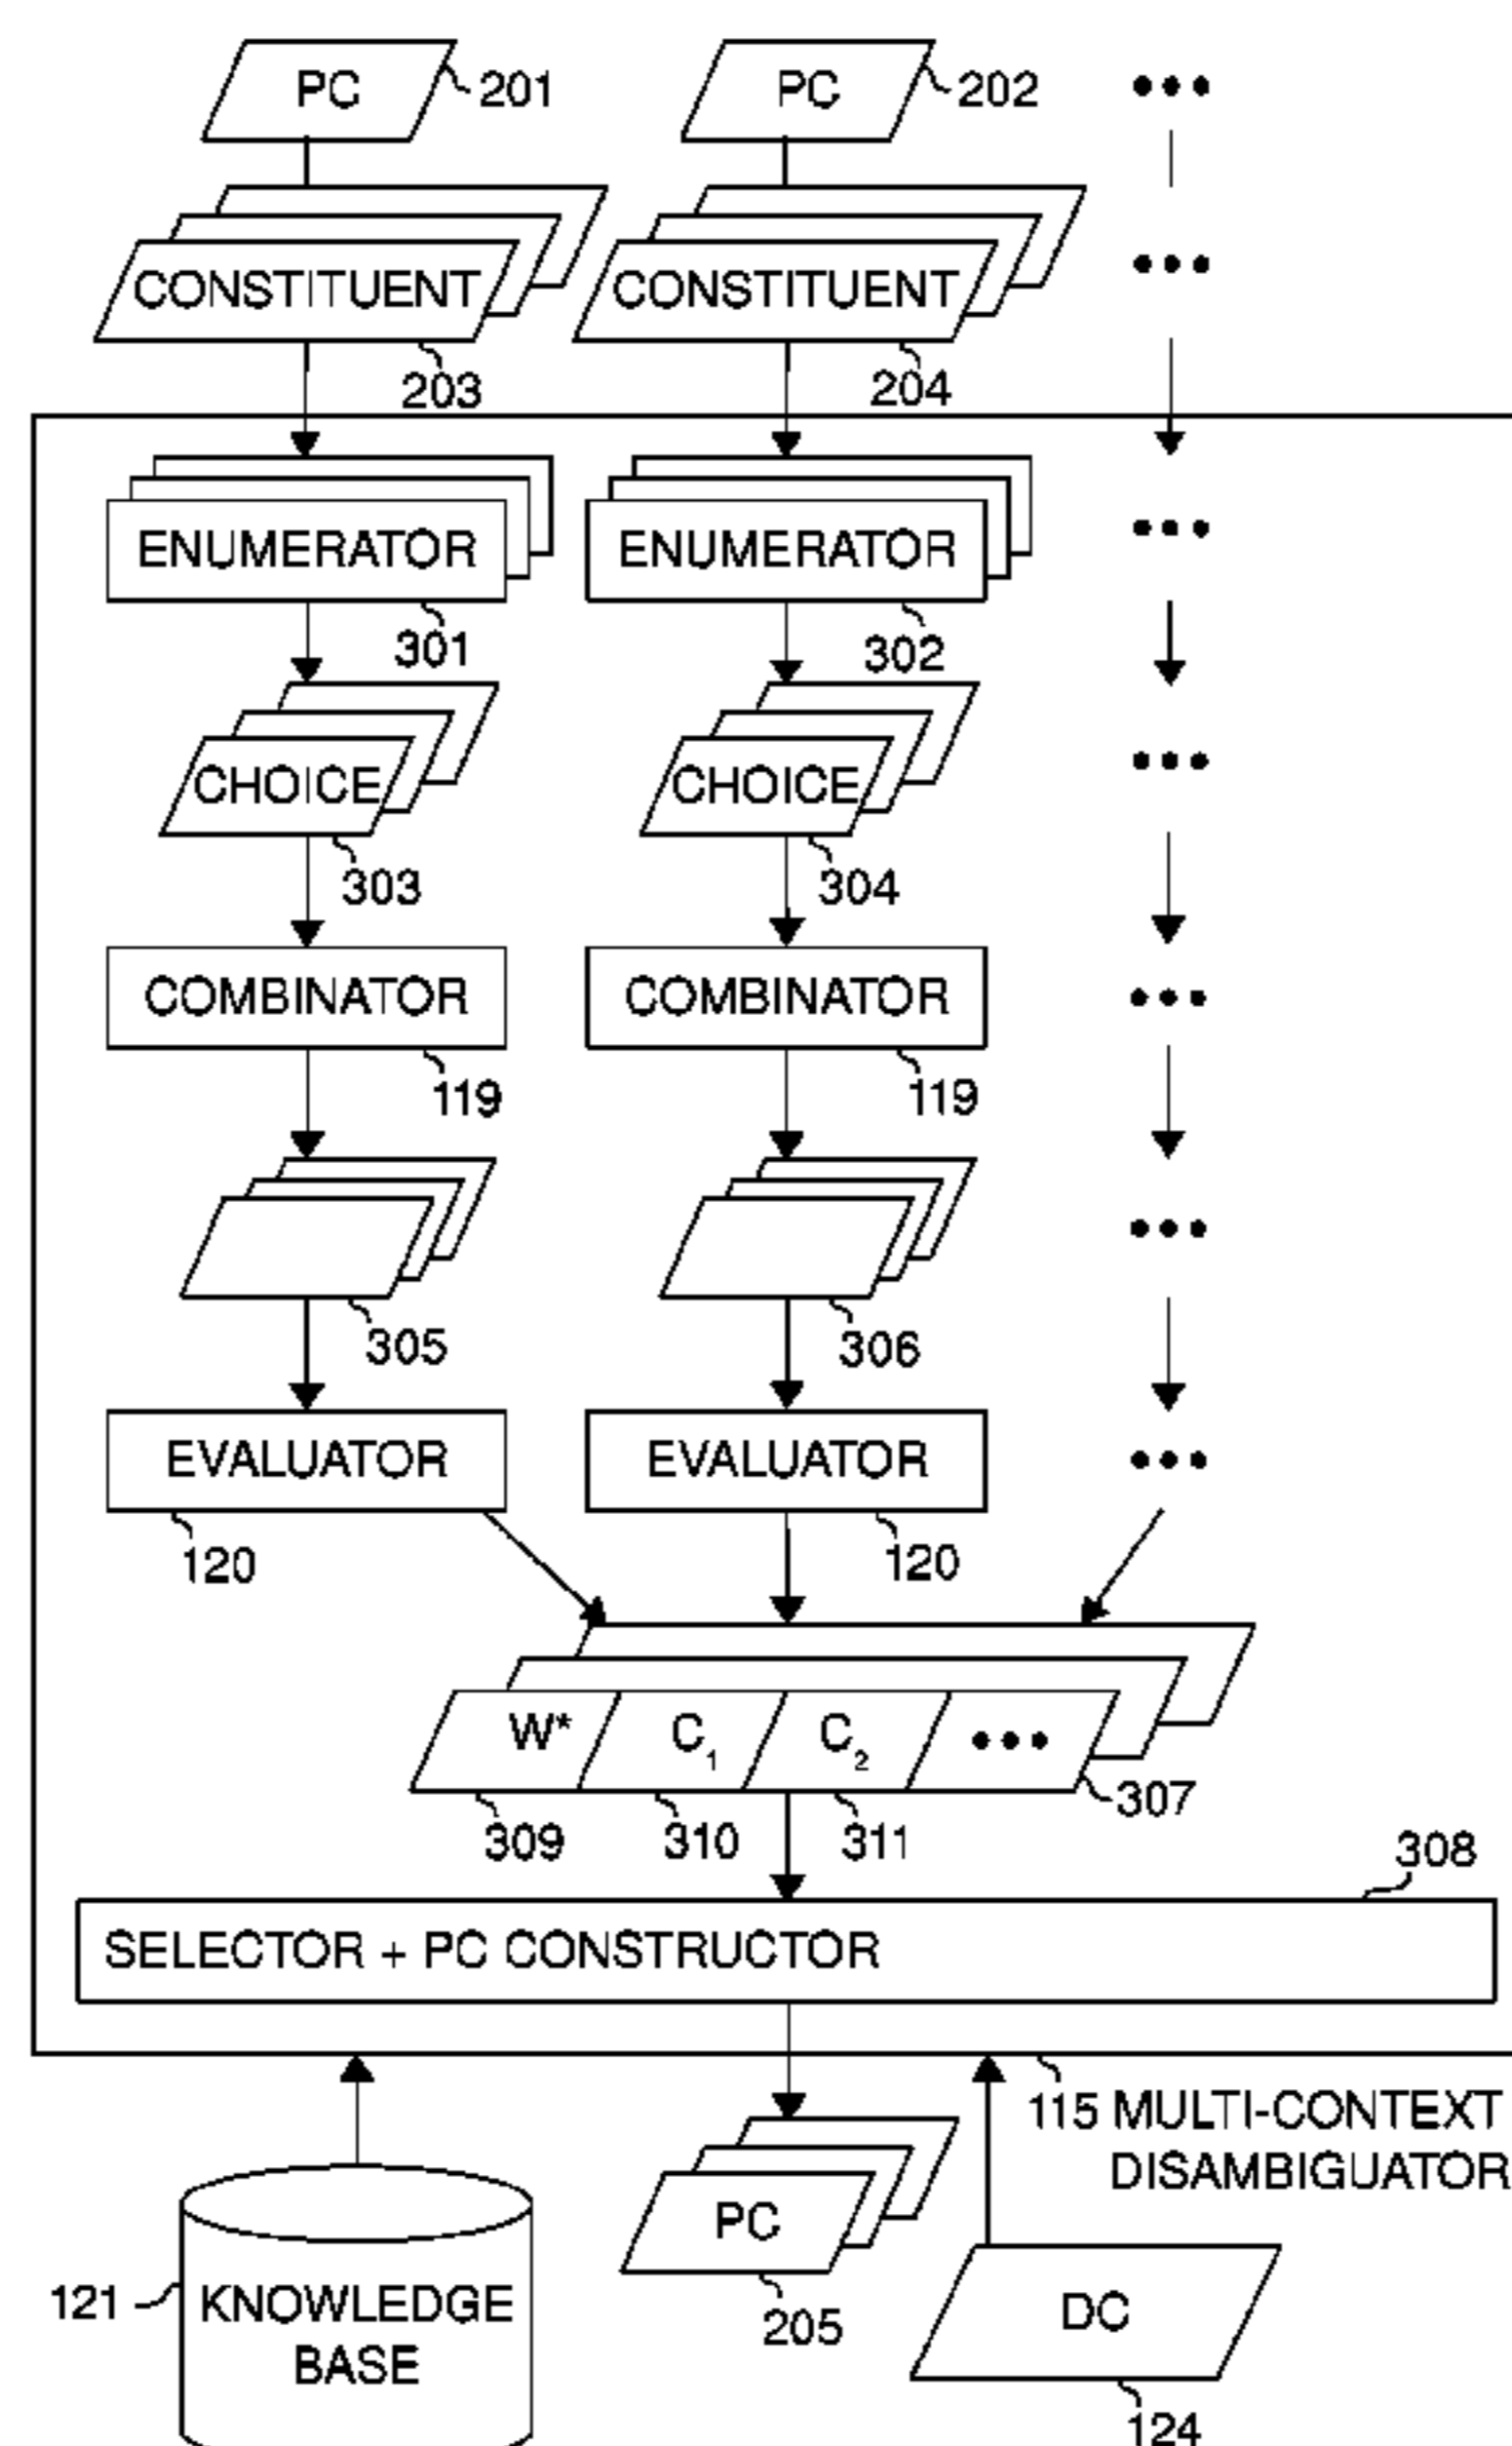 PC 201 PC 202 •••
•••
CONSTITUENT CONSTITUENT
203 204
ENUMERATOR ENUMERATOR •••
301 302
CHOICE CHOICE •••
303 304
COMBINATOR COMBINATOR •••
119 119
•••
305 306
EVALUATOR EVALUATOR •••
120 120
W* C1 C2 •••
307
309 310 311
308
SELECTOR + PC CONSTRUCTOR
115 MULTI-CONTEXT
DISAMBIGUATOR
PC
121 KNOWLEDGE
BASE
205
DC
124